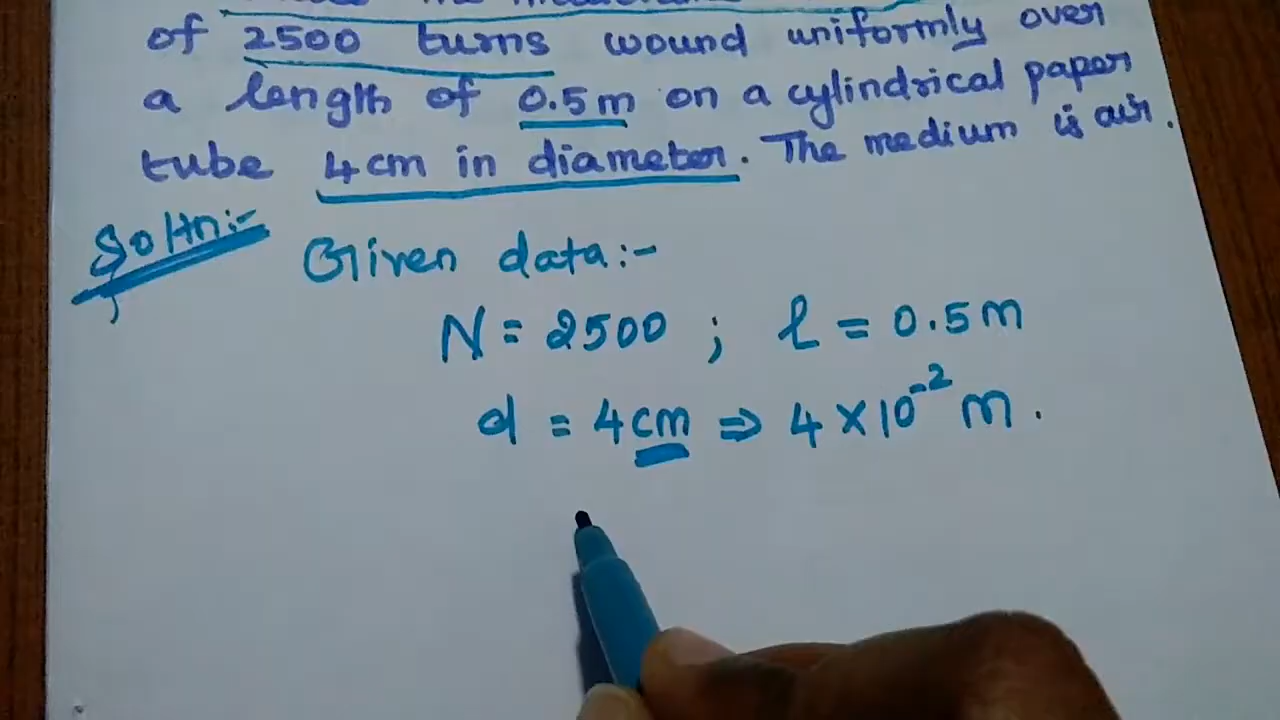 of 2500 turns wound uniformly over
a length of 0.5m on a cylindrical paper
tube 4cm in diameter. The medium is air.
Soltn:-
Given data:-
N = 2500 ; l = 0.5m
d = 4cm ⇒ 4×10⁻² m.